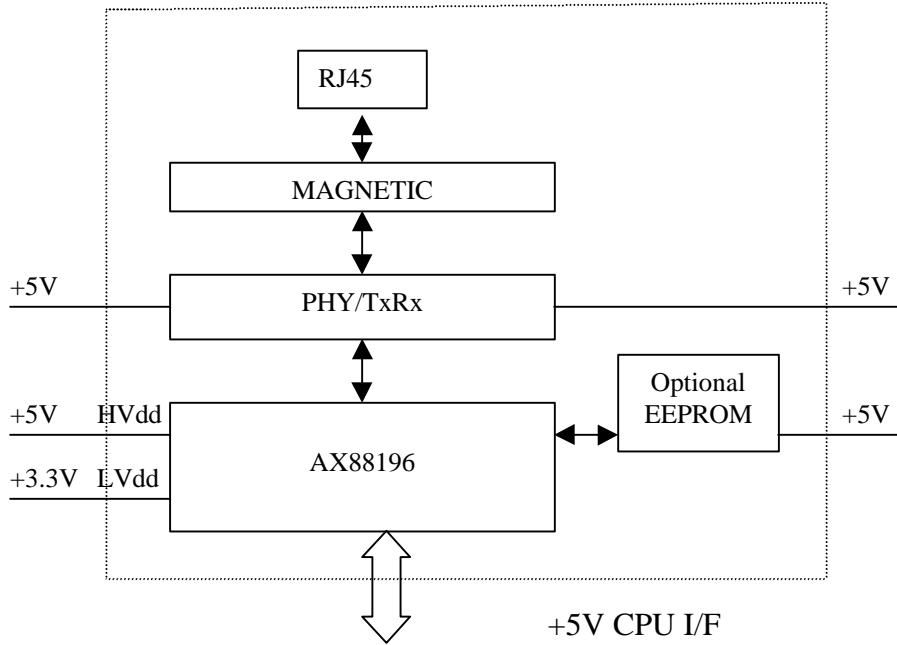 RJ45
MAGNETIC
+5V
PHY/TxRx
+5V
Optional
EEPROM
+5V HVdd
+5V
AX88196
+3.3V LVdd
+5V CPU I/F